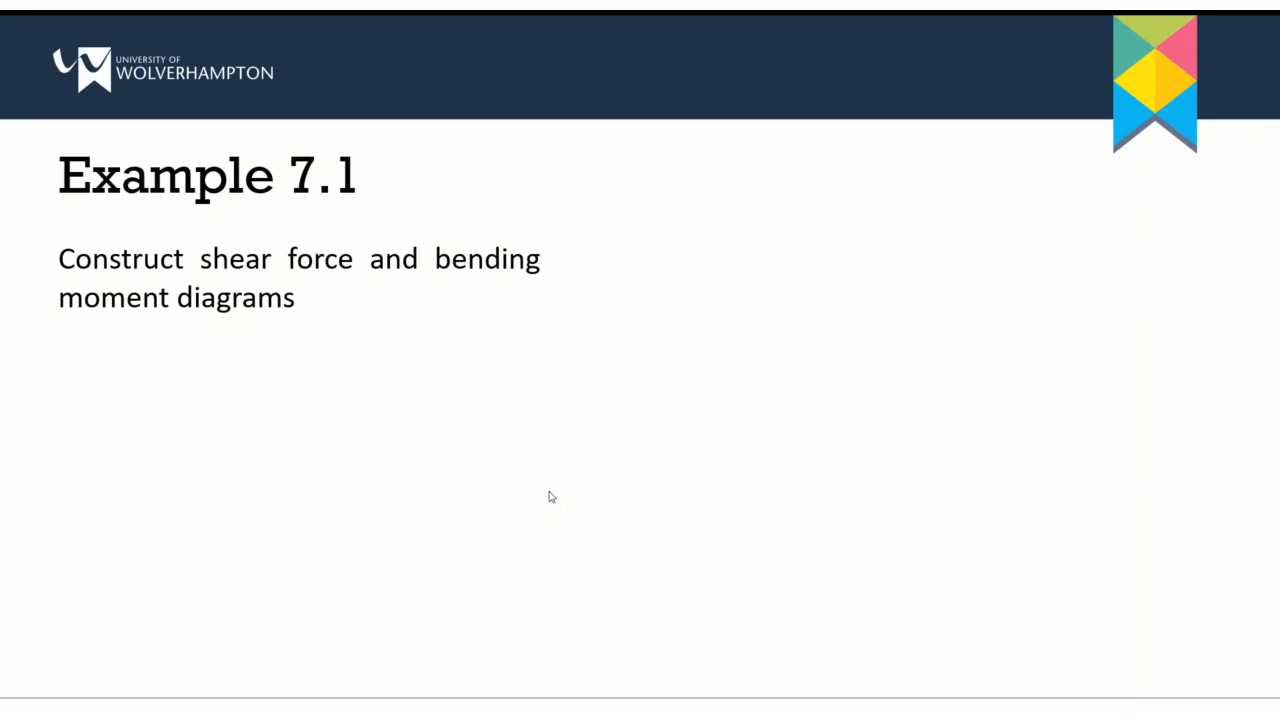 UNIVERSITY OF
WOLVERHAMPTON
Example 7.1
Construct shear force and bending
moment diagrams